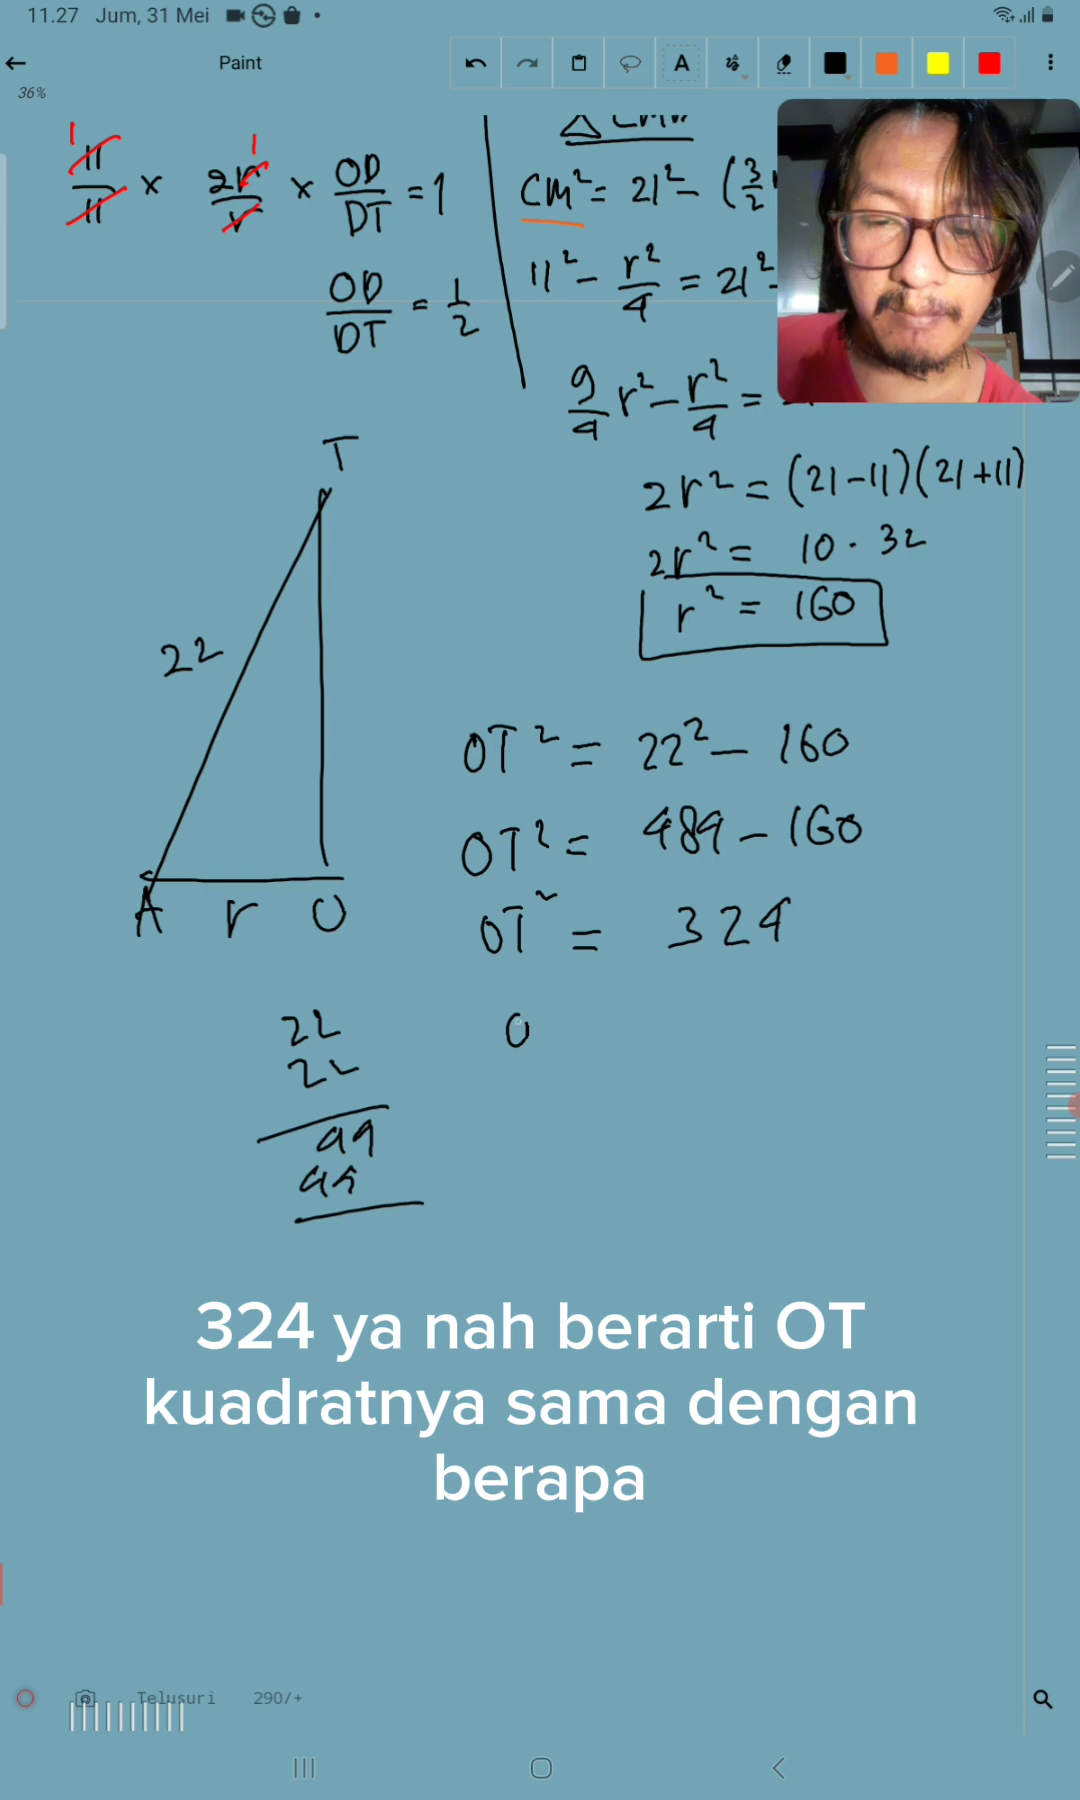 11.27 Jum, 31 Mei
Paint
A
36%
1 1
11/11 × 2r/r × OD/DT = 1
OD/DT = 1/2
CM² = 21² - (3/2
11² - r²/4 = 21² -
9/4 r² - r²/4 =
2r² = (21-11)(21+11)
2r² = 10 · 32
r² = 160
T
22
A r O
OT² = 22² - 160
OT² = 484 - 160
OT² = 324
O
22
22
44
44
324 ya nah berarti OT
kuadratnya sama dengan
berapa
Telusuri 290/+